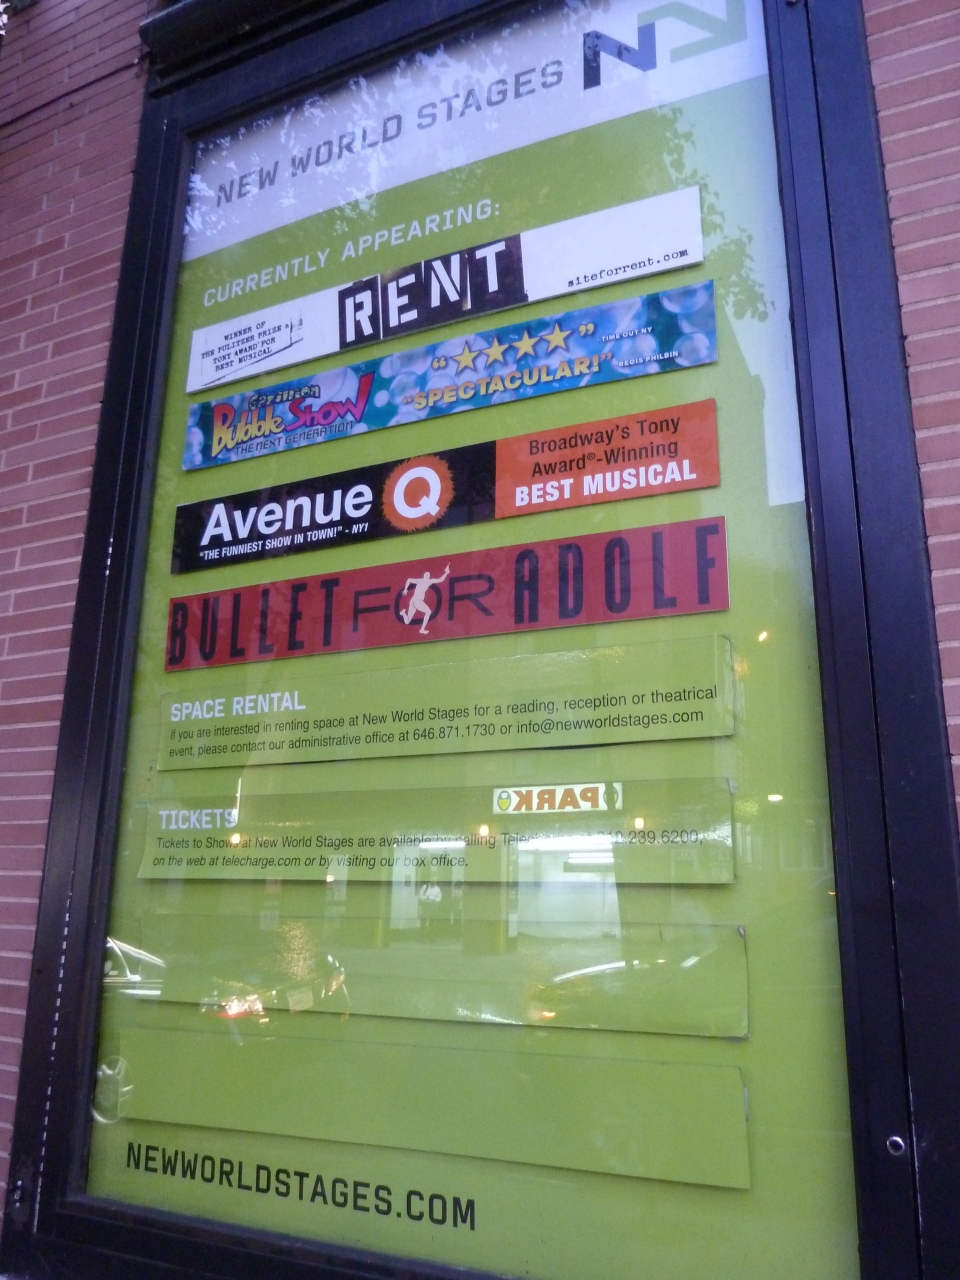 NEW WORLD STAGES
CURRENTLY APPEARING:
WINNER OF
THE PULITZER PRIZE &
TONY AWARD FOR
BEST MUSICAL
RENT
siteforrent.com
Gazillion
Bubble Show
THE NEXT GENERATION
“★★★★” TIME OUT NY
“SPECTACULAR!” REGIS PHILBIN
Avenue Q
"THE FUNNIEST SHOW IN TOWN!" - NY1
Broadway's Tony
Award®-Winning
BEST MUSICAL
BULLET FOR ADOLF
SPACE RENTAL
If you are interested in renting space at New World Stages for a reading, reception or theatrical
event, please contact our administrative office at 646.871.1730 or info@newworldstages.com
PARK
TICKETS
Tickets to Shows at New World Stages are available by calling 239.6200,
on the web at telecharge.com or by visiting our box office.
NEWWORLDSTAGES.COM